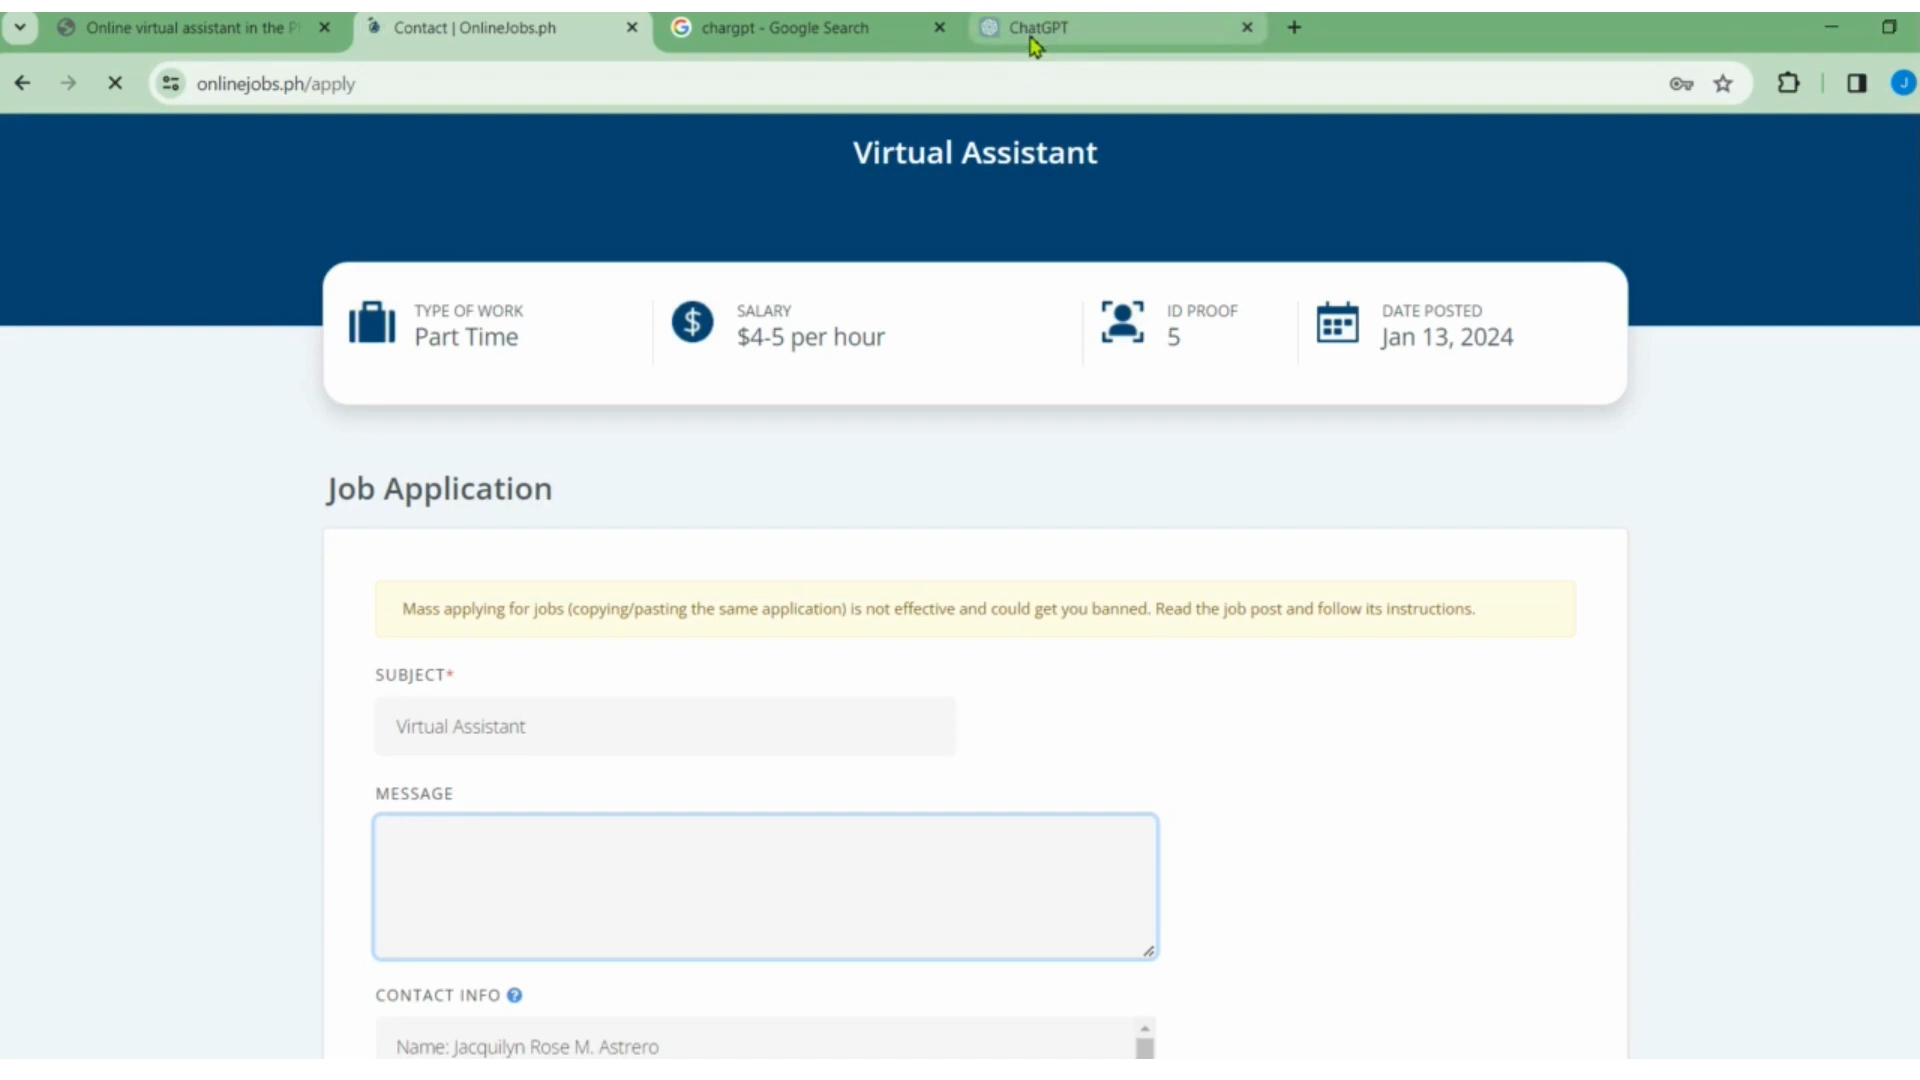 Online virtual assistant in the P
Contact | OnlineJobs.ph
chargpt - Google Search
ChatGPT
onlinejobs.ph/apply
J
Virtual Assistant
TYPE OF WORK
Part Time
SALARY
$4-5 per hour
ID PROOF
5
DATE POSTED
Jan 13, 2024
Job Application
Mass applying for jobs (copying/pasting the same application) is not effective and could get you banned. Read the job post and follow its instructions.
SUBJECT*
Virtual Assistant
MESSAGE
CONTACT INFO ?
Name: Jacquilyn Rose M. Astrero